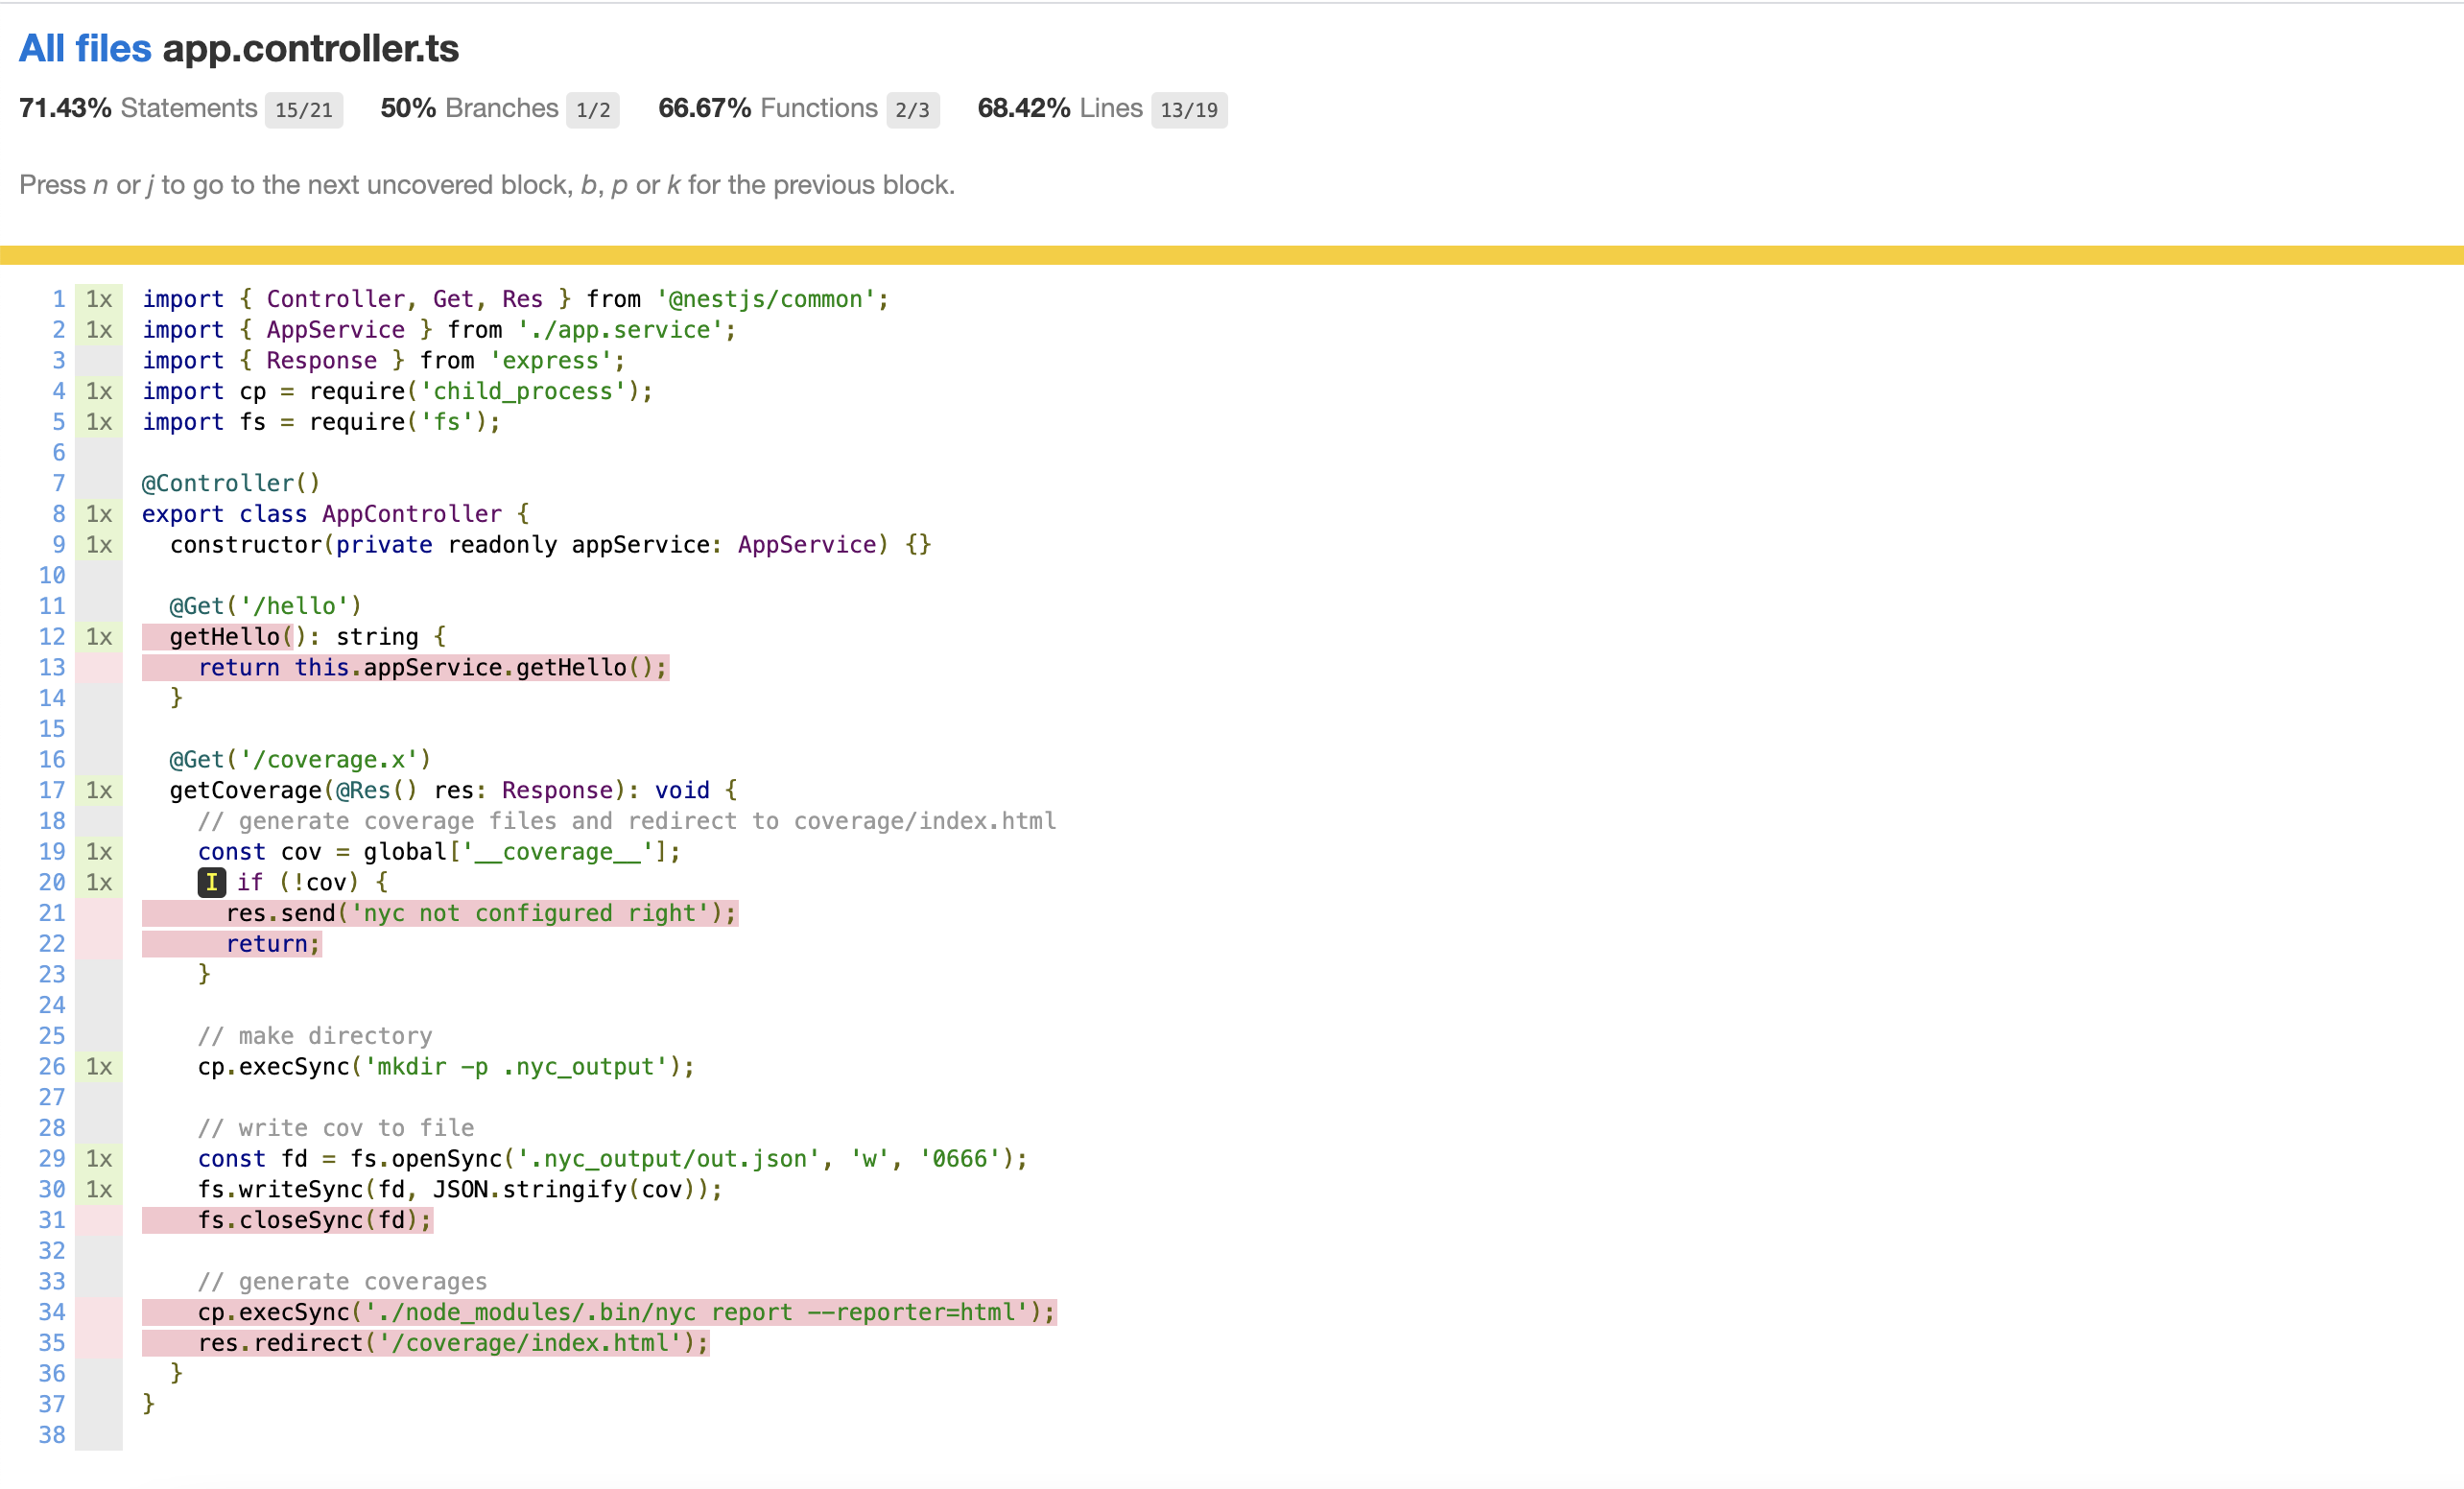 All files app.controller.ts
71.43% Statements 15/21 50% Branches 1/2 66.67% Functions 2/3 68.42% Lines 13/19
Press n or j to go to the next uncovered block, b, p or k for the previous block.
1 1x import { Controller, Get, Res } from '@nestjs/common';
2 1x import { AppService } from './app.service';
3 import { Response } from 'express';
4 1x import cp = require('child_process');
5 1x import fs = require('fs');
6
7 @Controller()
8 1x export class AppController {
9 1x constructor(private readonly appService: AppService) {}
10
11 @Get('/hello')
12 1x getHello(): string {
13 return this.appService.getHello();
14 }
15
16 @Get('/coverage.x')
17 1x getCoverage(@Res() res: Response): void {
18 // generate coverage files and redirect to coverage/index.html
19 1x const cov = global['__coverage__'];
20 1x I if (!cov) {
21 res.send('nyc not configured right');
22 return;
23 }
24
25 // make directory
26 1x cp.execSync('mkdir -p .nyc_output');
27
28 // write cov to file
29 1x const fd = fs.openSync('.nyc_output/out.json', 'w', '0666');
30 1x fs.writeSync(fd, JSON.stringify(cov));
31 fs.closeSync(fd);
32
33 // generate coverages
34 cp.execSync('./node_modules/.bin/nyc report --reporter=html');
35 res.redirect('/coverage/index.html');
36 }
37 }
38